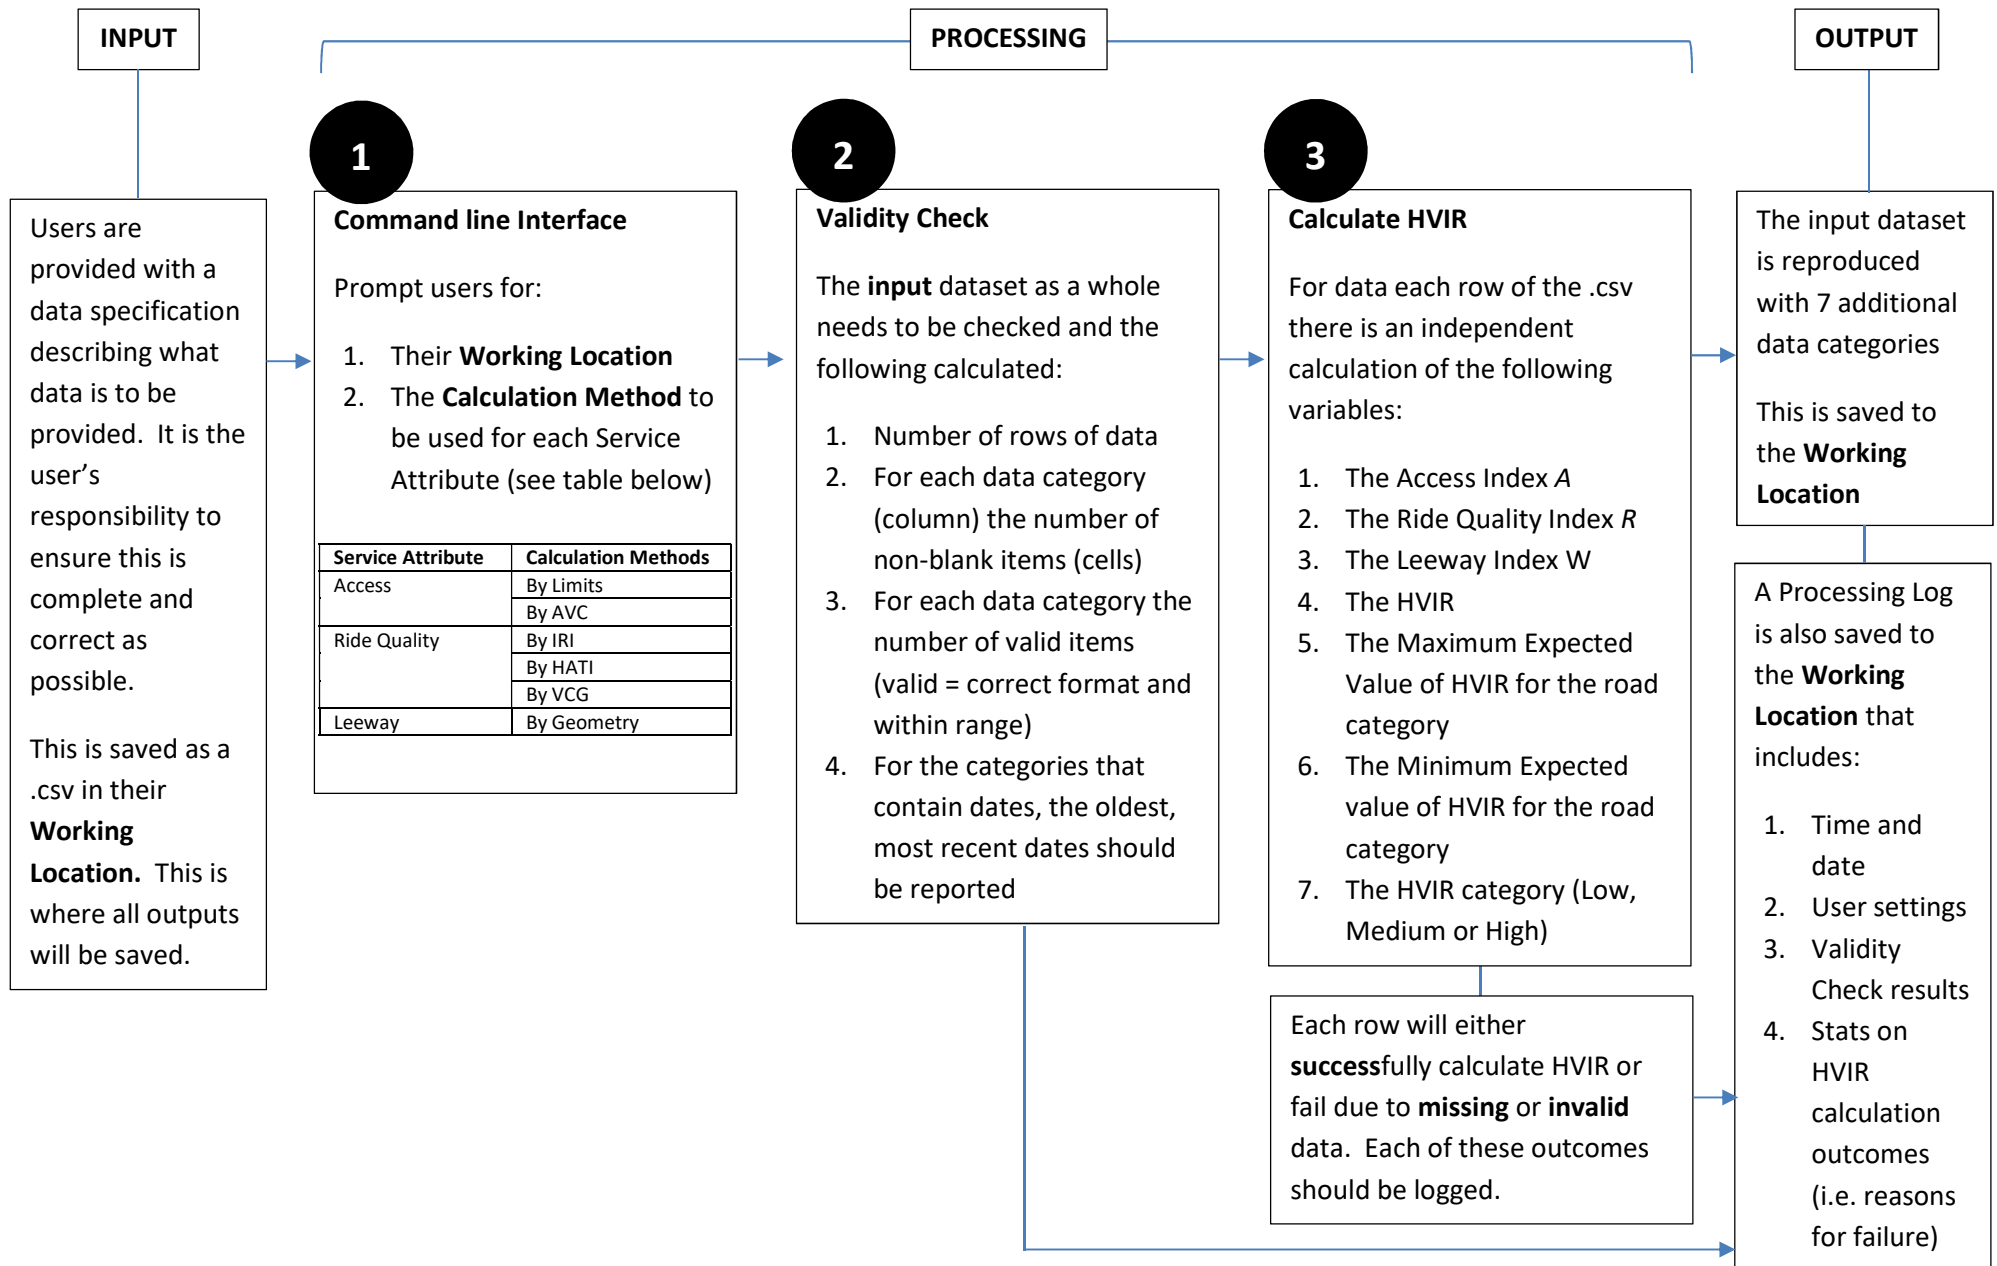 INPUT
PROCESSING
OUTPUT
Users are
provided with a
data specification
describing what
data is to be
provided.  It is the
user’s
responsibility to
ensure this is
complete and
correct as
possible.
This is saved as a
.csv in their
Working
Location.  This is
where all outputs
will be saved.
1
Command line Interface
Prompt users for:
1. Their Working Location
2. The Calculation Method to
be used for each Service
Attribute (see table below)
Service Attribute Calculation Methods
Access By Limits
By AVC
Ride Quality By IRI
By HATI
By VCG
Leeway By Geometry
2
Validity Check
The input dataset as a whole
needs to be checked and the
following calculated:
1. Number of rows of data
2. For each data category
(column) the number of
non-blank items (cells)
3. For each data category the
number of valid items
(valid = correct format and
within range)
4. For the categories that
contain dates, the oldest,
most recent dates should
be reported
3
Calculate HVIR
For data each row of the .csv
there is an independent
calculation of the following
variables:
1. The Access Index A
2. The Ride Quality Index R
3. The Leeway Index W
4. The HVIR
5. The Maximum Expected
Value of HVIR for the road
category
6. The Minimum Expected
value of HVIR for the road
category
7. The HVIR category (Low,
Medium or High)
Each row will either
successfully calculate HVIR or
fail due to missing or invalid
data.  Each of these outcomes
should be logged.
The input dataset
is reproduced
with 7 additional
data categories
This is saved to
the Working
Location
A Processing Log
is also saved to
the Working
Location that
includes:
1. Time and
date
2. User settings
3. Validity
Check results
4. Stats on
HVIR
calculation
outcomes
(i.e. reasons
for failure)